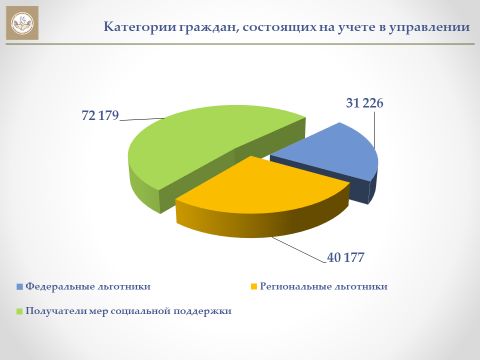 Категории граждан, состоящих на учете в управлении
72 179
31 226
40 177
Федеральные льготники
Региональные льготники
Получатели мер социальной поддержки